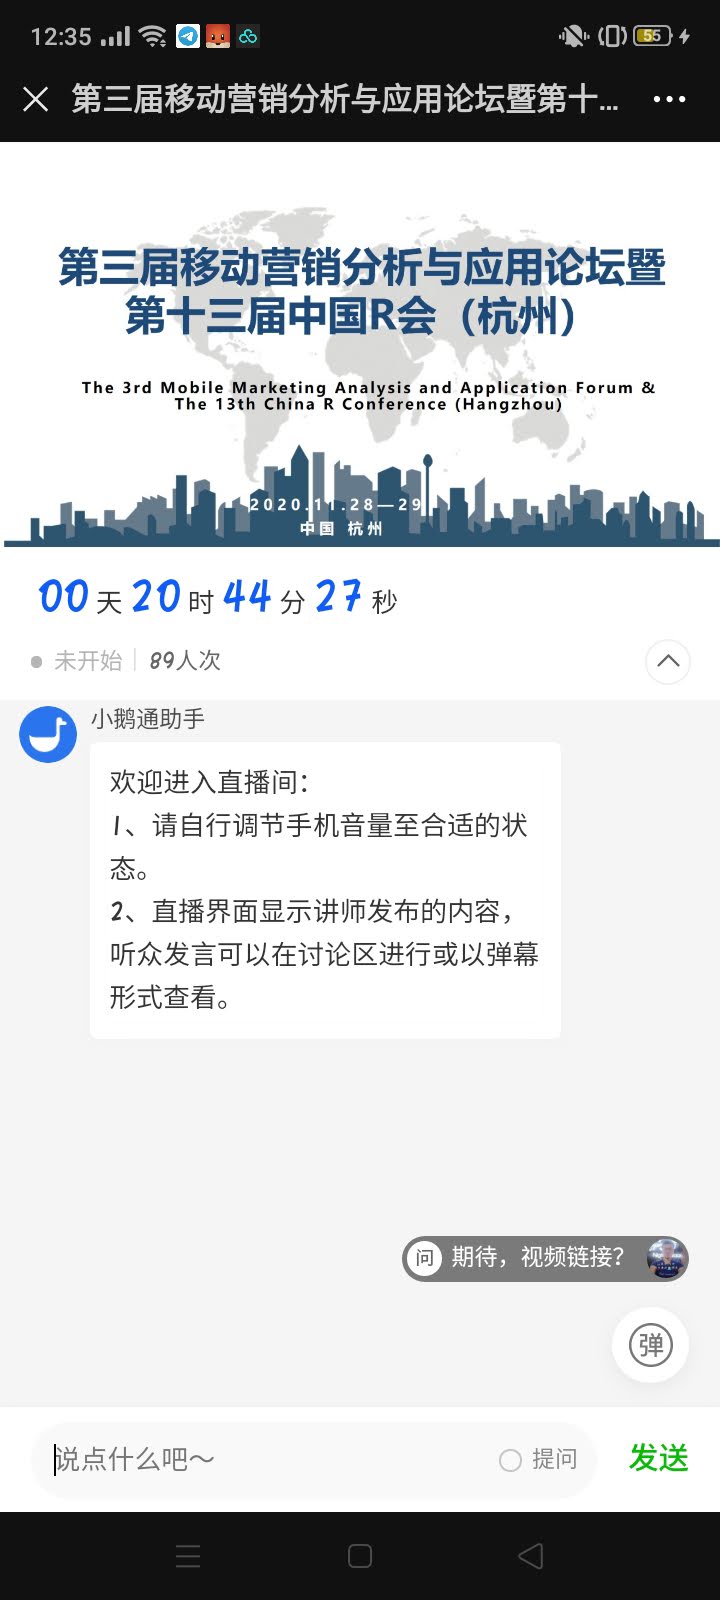 12:35
55
第三届移动营销分析与应用论坛暨第十...
第三届移动营销分析与应用论坛暨
第十三届中国R会（杭州）
The 3rd Mobile Marketing Analysis and Application Forum &
The 13th China R Conference (Hangzhou)
2020.11.28—29
中国 杭州
00天20时44分27秒
未开始 89人次
小鹅通助手
欢迎进入直播间：
1、请自行调节手机音量至合适的状
态。
2、直播界面显示讲师发布的内容，
听众发言可以在讨论区进行或以弹幕
形式查看。
问 期待，视频链接？
弹
说点什么吧～ 提问 发送